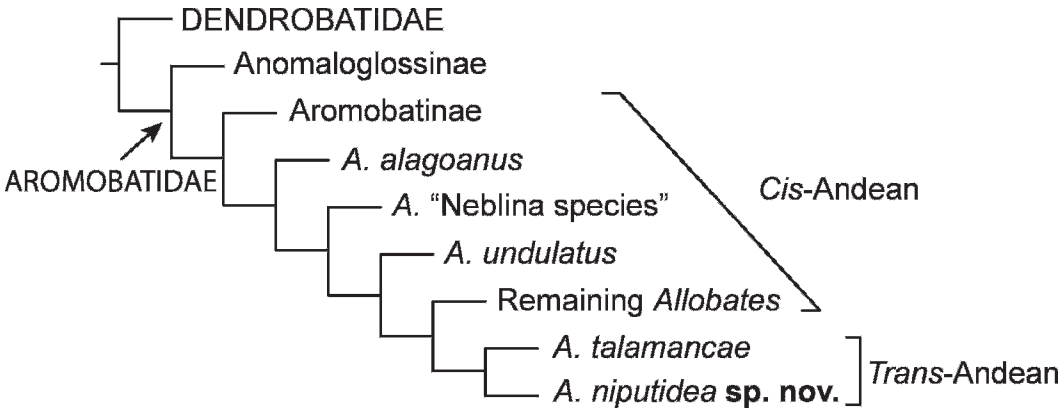 DENDROBATIDAE
Anomaloglossinae
Aromobatinae
AROMOBATIDAE
A. alagoanus
A. “Neblina species”
Cis-Andean
A. undulatus
Remaining Allobates
A. talamancae
Trans-Andean
A. niputidea sp. nov.